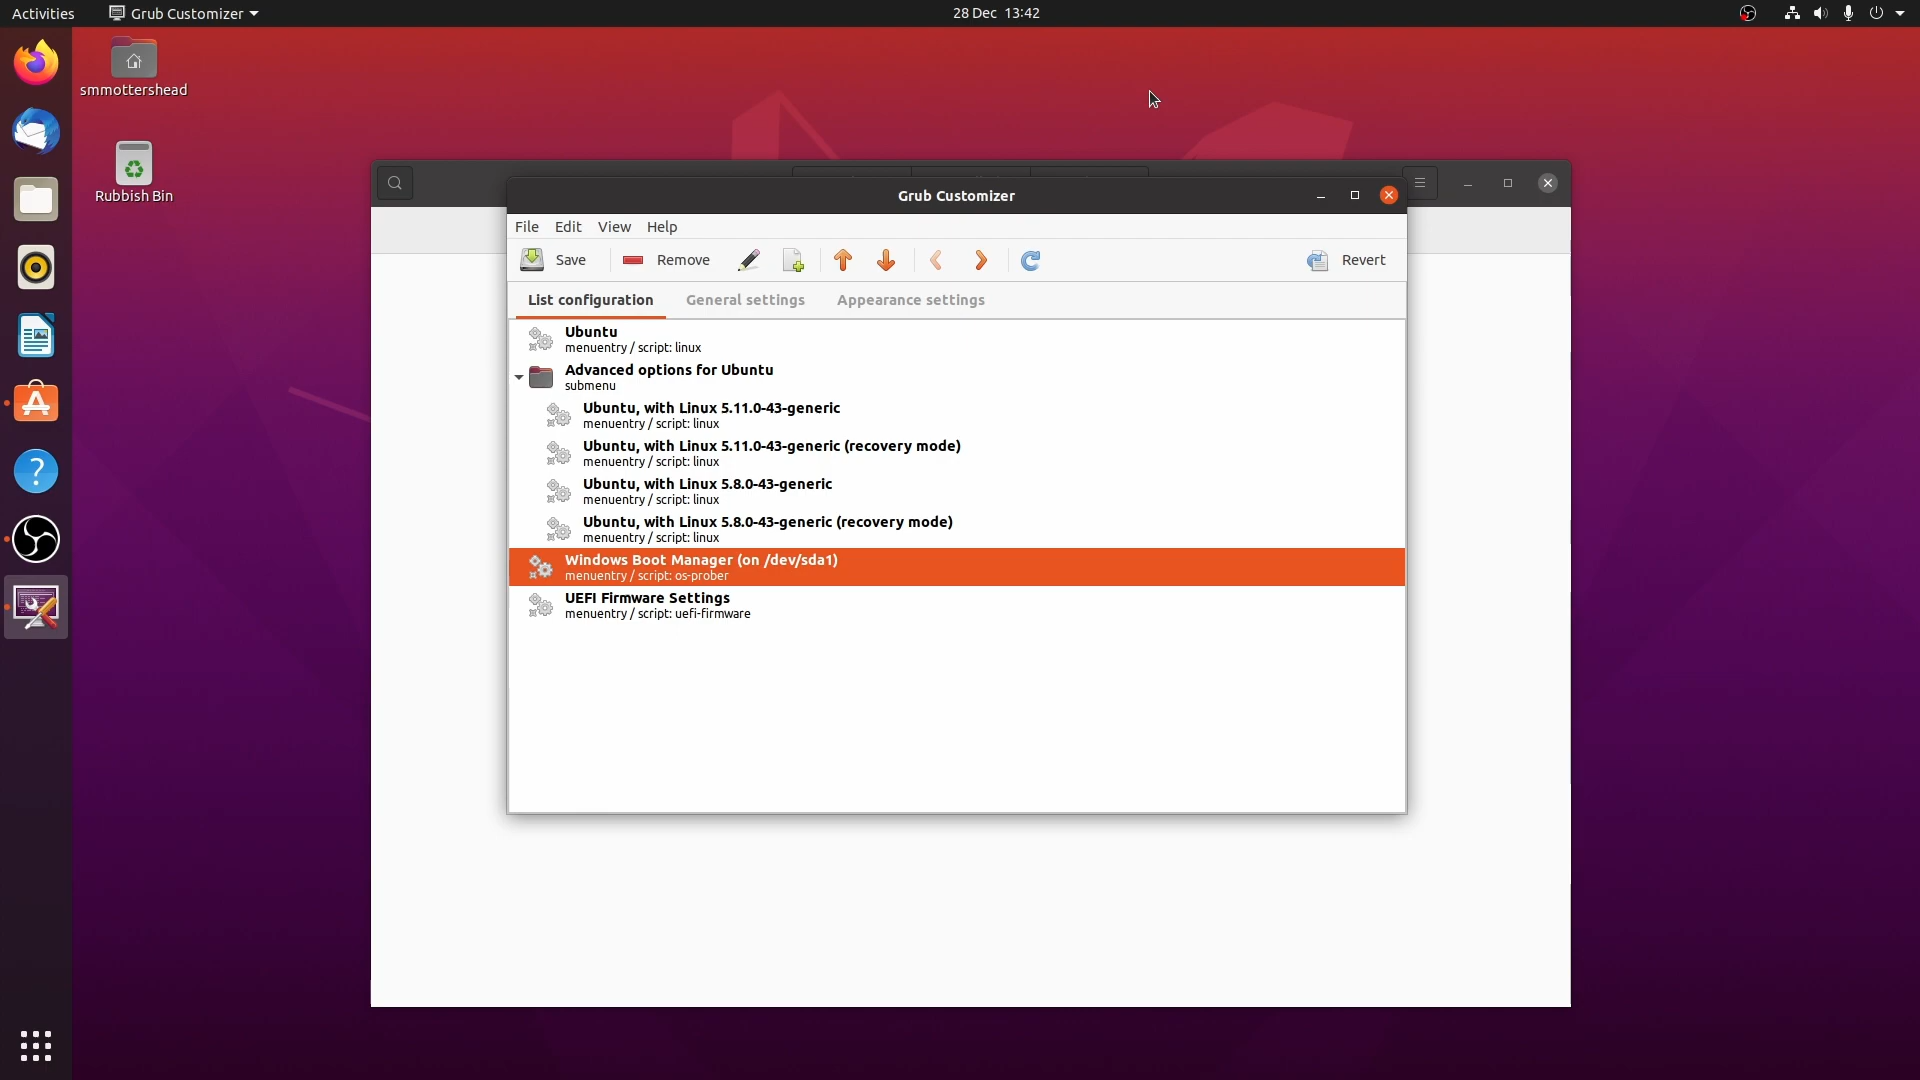 Activities
Grub Customizer
28 Dec 13:42
smmottershead
Rubbish Bin
Grub Customizer
File Edit View Help
Save Remove Revert
List configuration General settings Appearance settings
Ubuntu
menuentry / script: linux
Advanced options for Ubuntu
submenu
Ubuntu, with Linux 5.11.0-43-generic
menuentry / script: linux
Ubuntu, with Linux 5.11.0-43-generic (recovery mode)
menuentry / script: linux
Ubuntu, with Linux 5.8.0-43-generic
menuentry / script: linux
Ubuntu, with Linux 5.8.0-43-generic (recovery mode)
menuentry / script: linux
Windows Boot Manager (on /dev/sda1)
menuentry / script: os-prober
UEFI Firmware Settings
menuentry / script: uefi-firmware